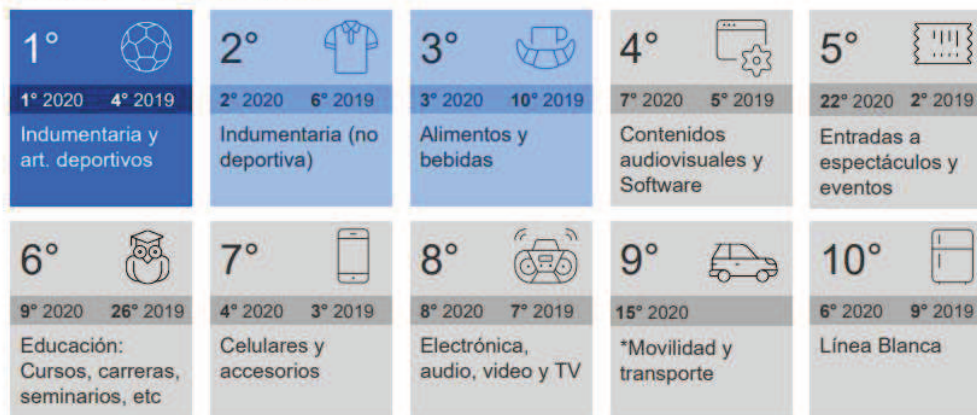 1°
1° 2020 4° 2019
Indumentaria y
art. deportivos
2°
2° 2020 6° 2019
Indumentaria (no
deportiva)
3°
3° 2020 10° 2019
Alimentos y
bebidas
4°
7° 2020 5° 2019
Contenidos
audiovisuales y
Software
5°
22° 2020 2° 2019
Entradas a
espectáculos y
eventos
6°
9° 2020 26° 2019
Educación:
Cursos, carreras,
seminarios, etc
7°
4° 2020 3° 2019
Celulares y
accesorios
8°
8° 2020 7° 2019
Electrónica,
audio, video y TV
9°
15° 2020
*Movilidad y
transporte
10°
6° 2020 9° 2019
Línea Blanca